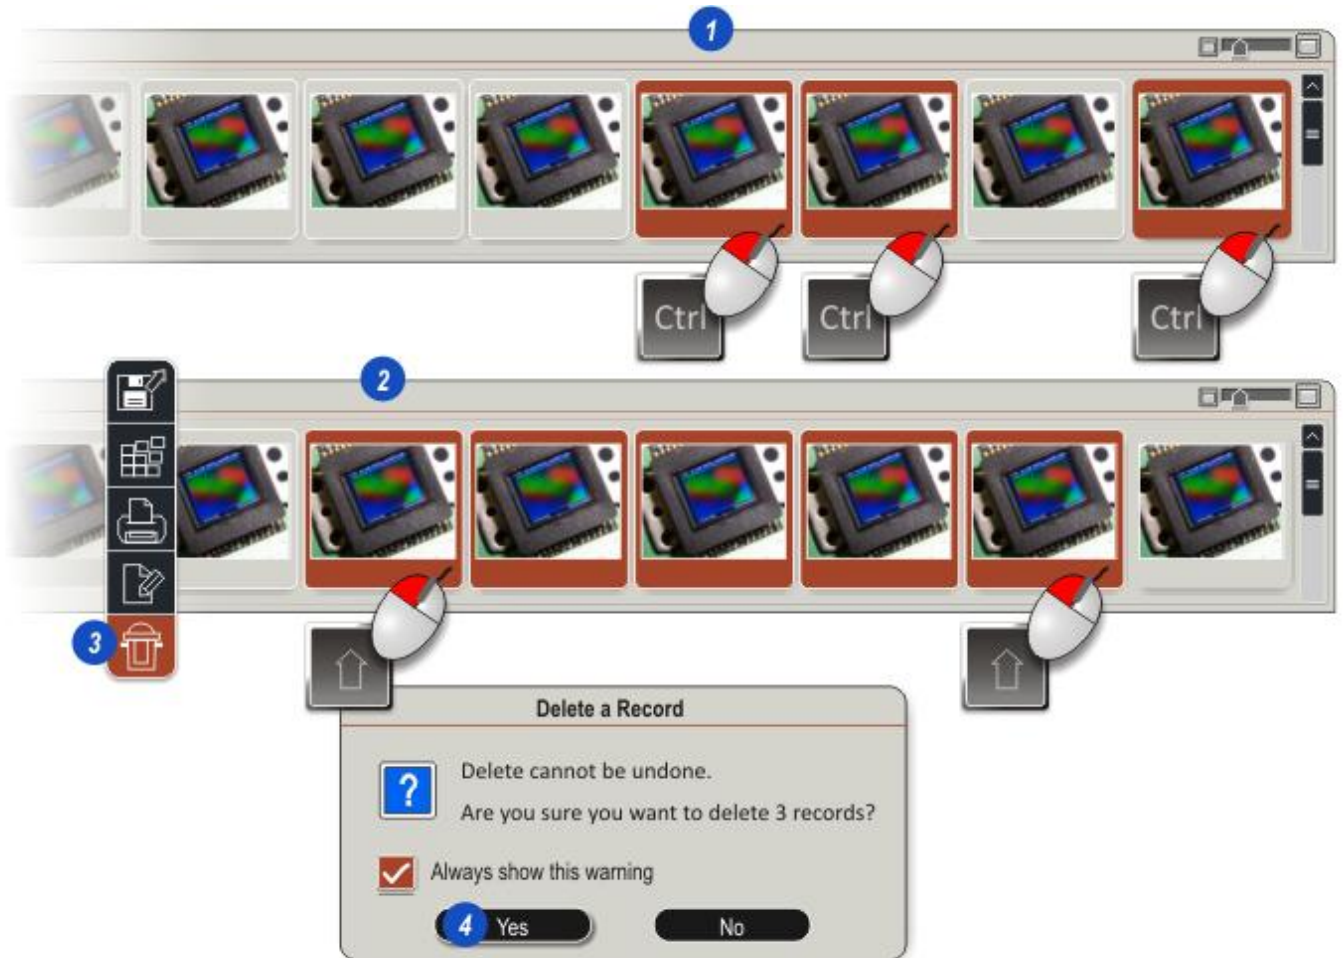 1
Ctrl
Ctrl
Ctrl
2
3
Delete a Record
?
Delete cannot be undone.
Are you sure you want to delete 3 records?
Always show this warning
4 Yes
No